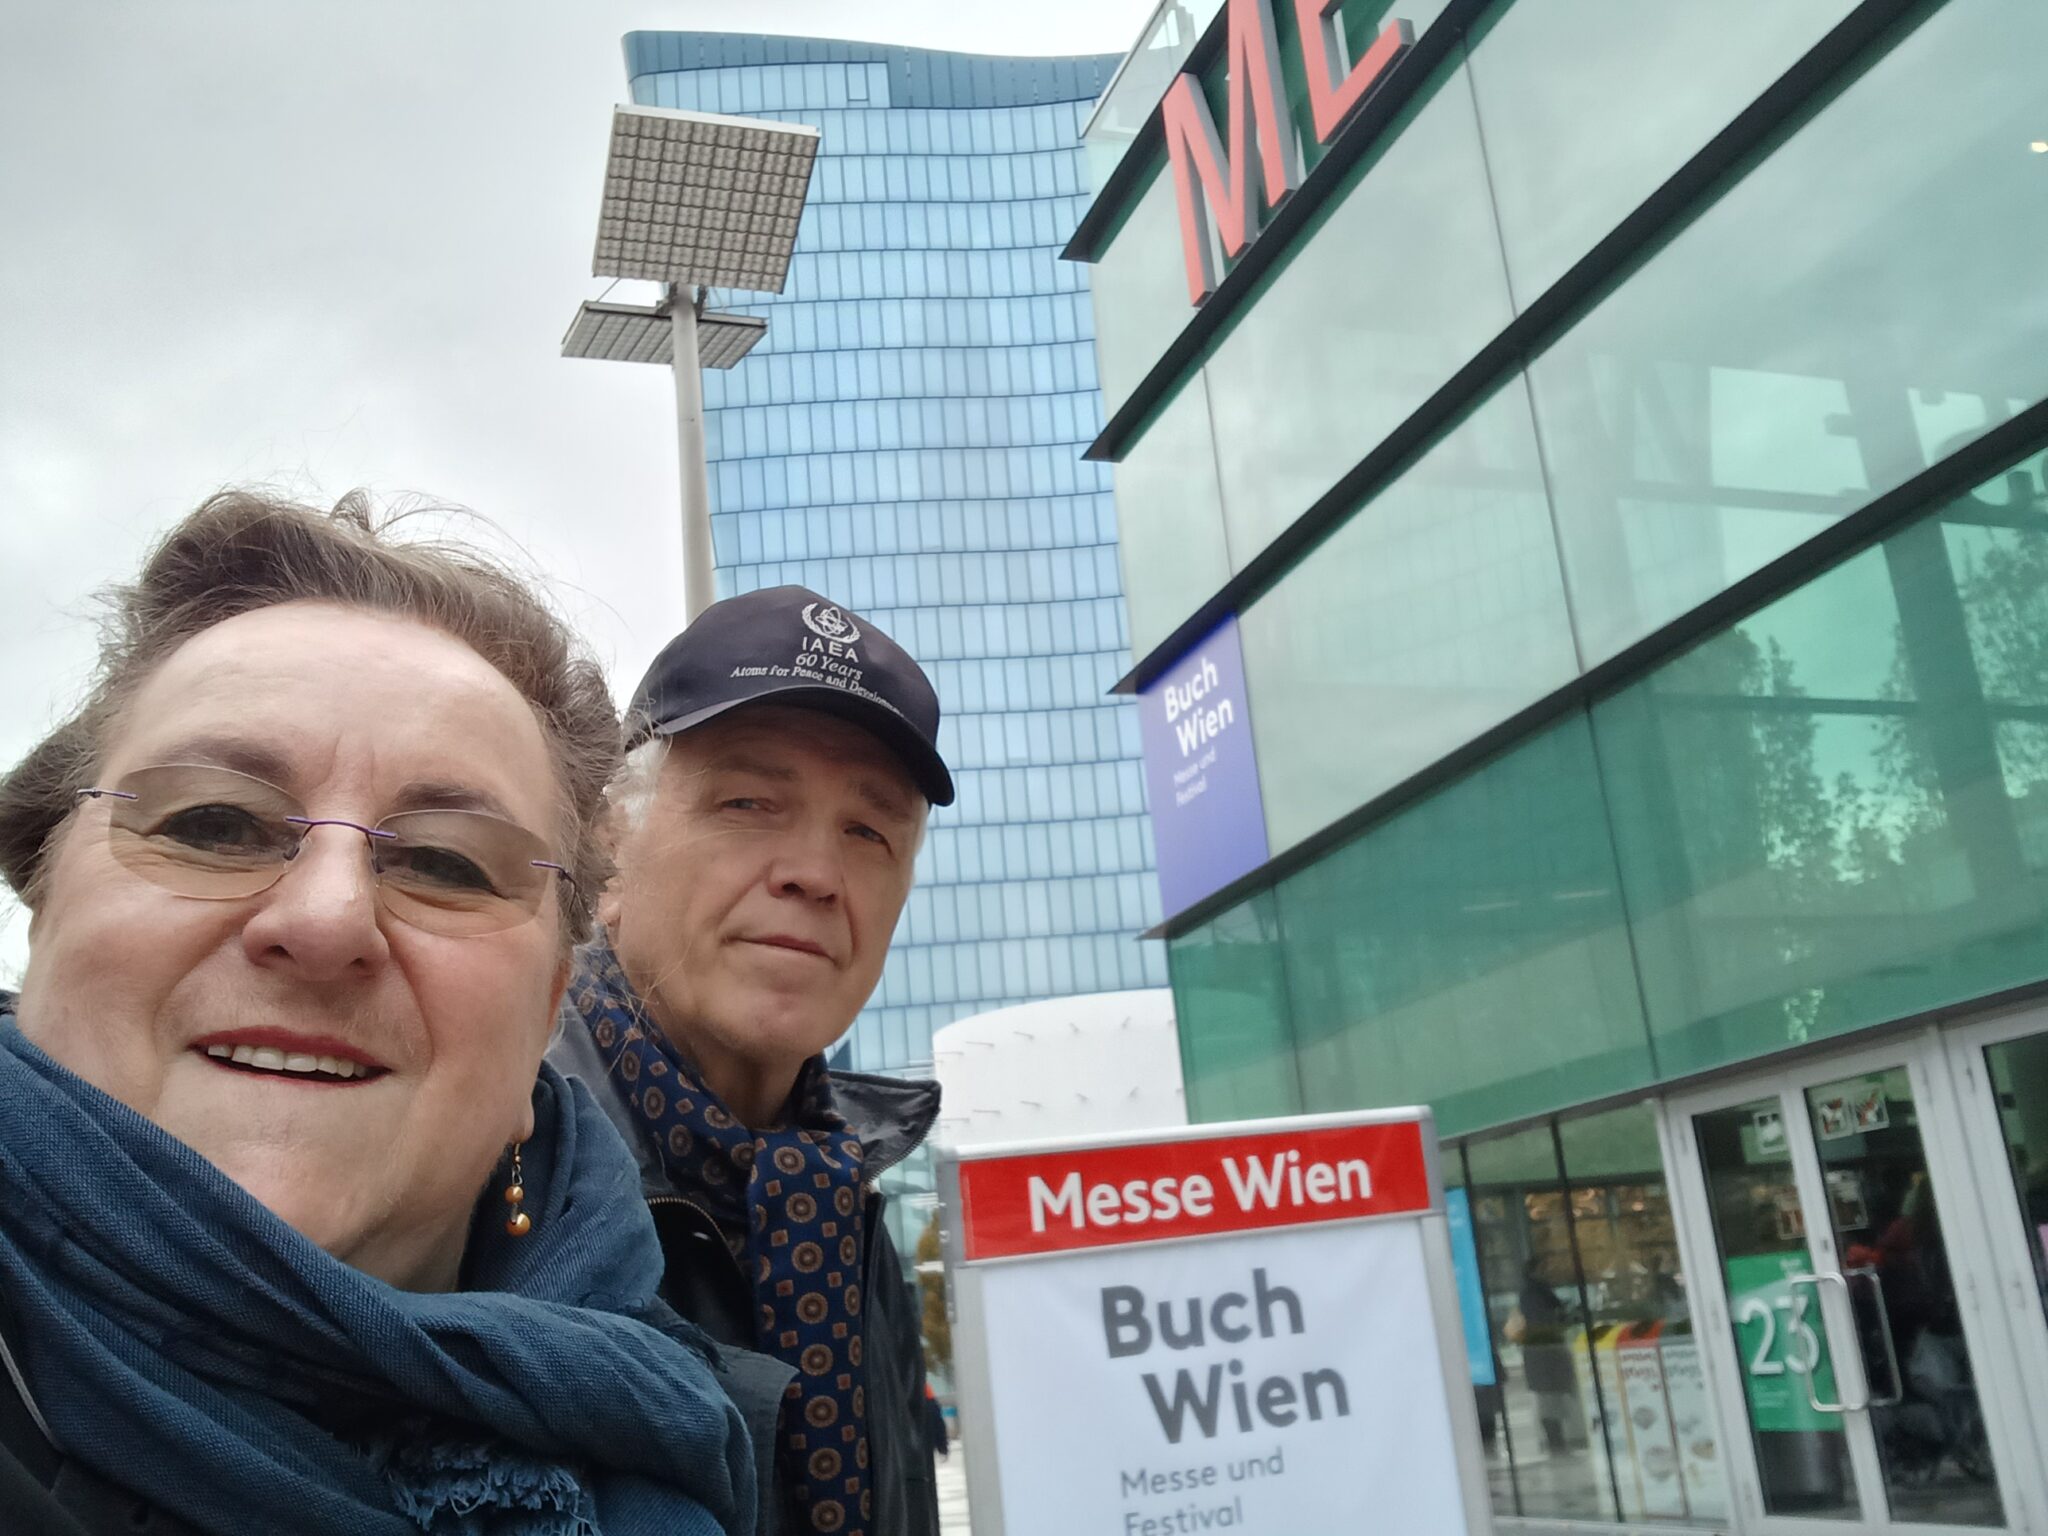 ME
IAEA
60 Years
Atoms for Peace and Development
Buch
Wien
Messe und
Festival
Messe Wien
Buch
Wien
Messe und
Festival
23